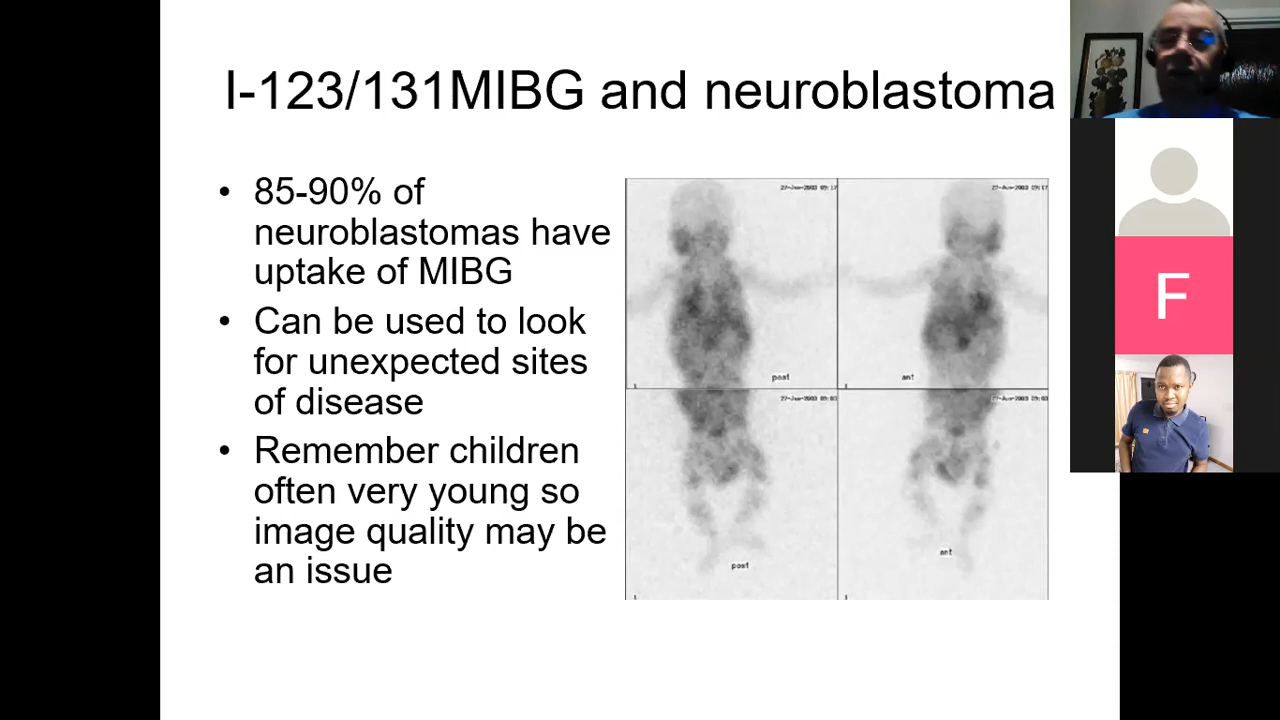 I-123/131MIBG and neuroblastoma
• 85-90% of
neuroblastomas have
uptake of MIBG
• Can be used to look
for unexpected sites
of disease
• Remember children
often very young so
image quality may be
an issue
post
ant
post
ant
F